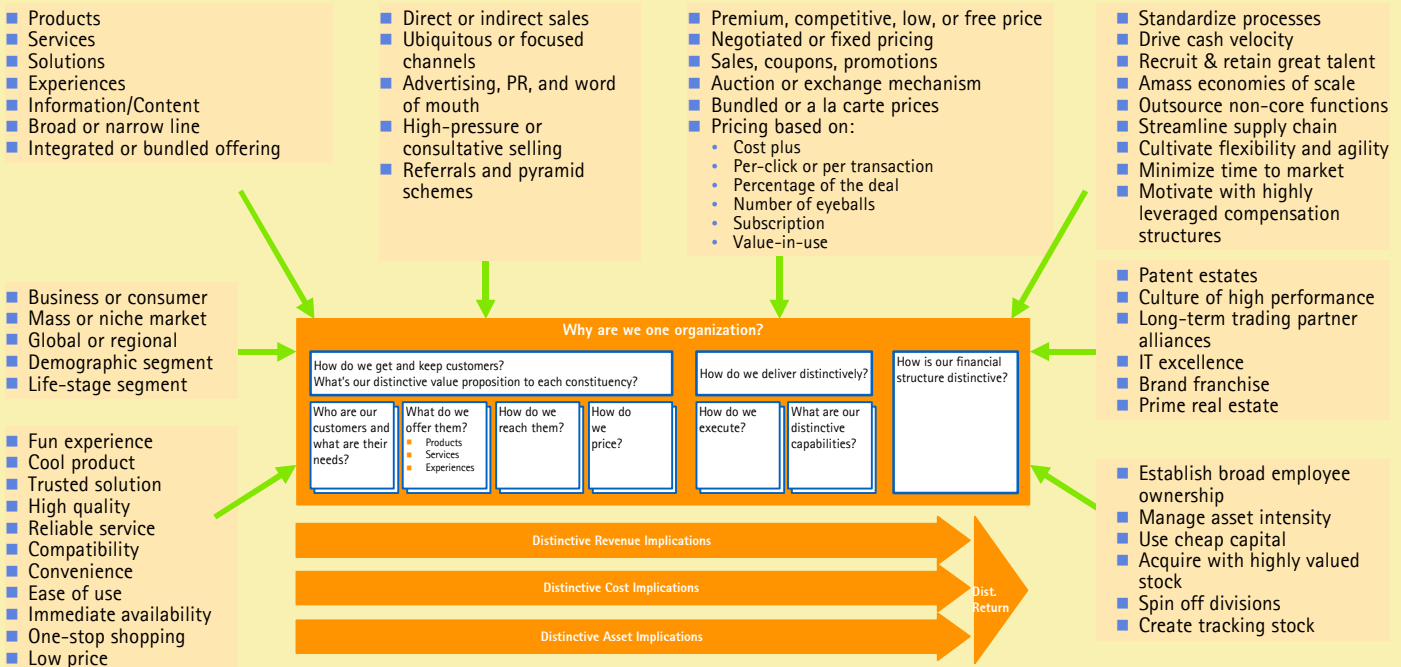 Products
Services
Solutions
Experiences
Information/Content
Broad or narrow line
Integrated or bundled offering
Direct or indirect sales
Ubiquitous or focused
channels
Advertising, PR, and word
of mouth
High-pressure or
consultative selling
Referrals and pyramid
schemes
Premium, competitive, low, or free price
Negotiated or fixed pricing
Sales, coupons, promotions
Auction or exchange mechanism
Bundled or a la carte prices
Pricing based on:
Cost plus
Per-click or per transaction
Percentage of the deal
Number of eyeballs
Subscription
Value-in-use
Standardize processes
Drive cash velocity
Recruit & retain great talent
Amass economies of scale
Outsource non-core functions
Streamline supply chain
Cultivate flexibility and agility
Minimize time to market
Motivate with highly
leveraged compensation
structures
Business or consumer
Mass or niche market
Global or regional
Demographic segment
Life-stage segment
Why are we one organization?
How do we get and keep customers?
What's our distinctive value proposition to each constituency?
How do we deliver distinctively?
How is our financial
structure distinctive?
Who are our
customers and
what are their
needs?
What do we
offer them?
Products
Services
Experiences
How do we
reach them?
How do
we
price?
How do we
execute?
What are our
distinctive
capabilities?
Patent estates
Culture of high performance
Long-term trading partner
alliances
IT excellence
Brand franchise
Prime real estate
Fun experience
Cool product
Trusted solution
High quality
Reliable service
Compatibility
Convenience
Ease of use
Immediate availability
One-stop shopping
Low price
Distinctive Revenue Implications
Distinctive Cost Implications
Distinctive Asset Implications
Dist.
Return
Establish broad employee
ownership
Manage asset intensity
Use cheap capital
Acquire with highly valued
stock
Spin off divisions
Create tracking stock